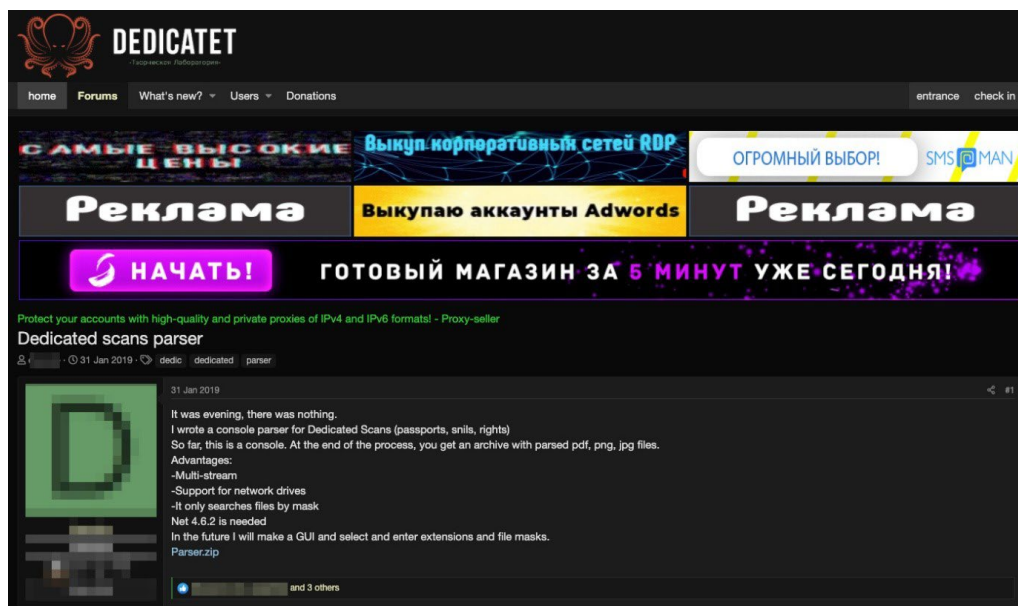 DEDICATET
-Творческая Лаборатория-
home Forums What's new? Users Donations entrance check in
САМЫЕ ВЫСОКИЕ
ЦЕНЫ
Выкуп корпоративных сетей RDP
ОГРОМНЫЙ ВЫБОР!
SMS MAN
Реклама
Выкупаю аккаунты Adwords
Реклама
НАЧАТЬ!
ГОТОВЫЙ МАГАЗИН ЗА 5 МИНУТ УЖЕ СЕГОДНЯ!
Protect your accounts with high-quality and private proxies of IPv4 and IPv6 formats! - Proxy-seller
Dedicated scans parser
· 31 Jan 2019 · dedic dedicated parser
31 Jan 2019 #1
D
It was evening, there was nothing.
I wrote a console parser for Dedicated Scans (passports, snils, rights)
So far, this is a console. At the end of the process, you get an archive with parsed pdf, png, jpg files.
Advantages:
-Multi-stream
-Support for network drives
-It only searches files by mask
Net 4.6.2 is needed
In the future I will make a GUI and select and enter extensions and file masks.
Parser.zip
and 3 others